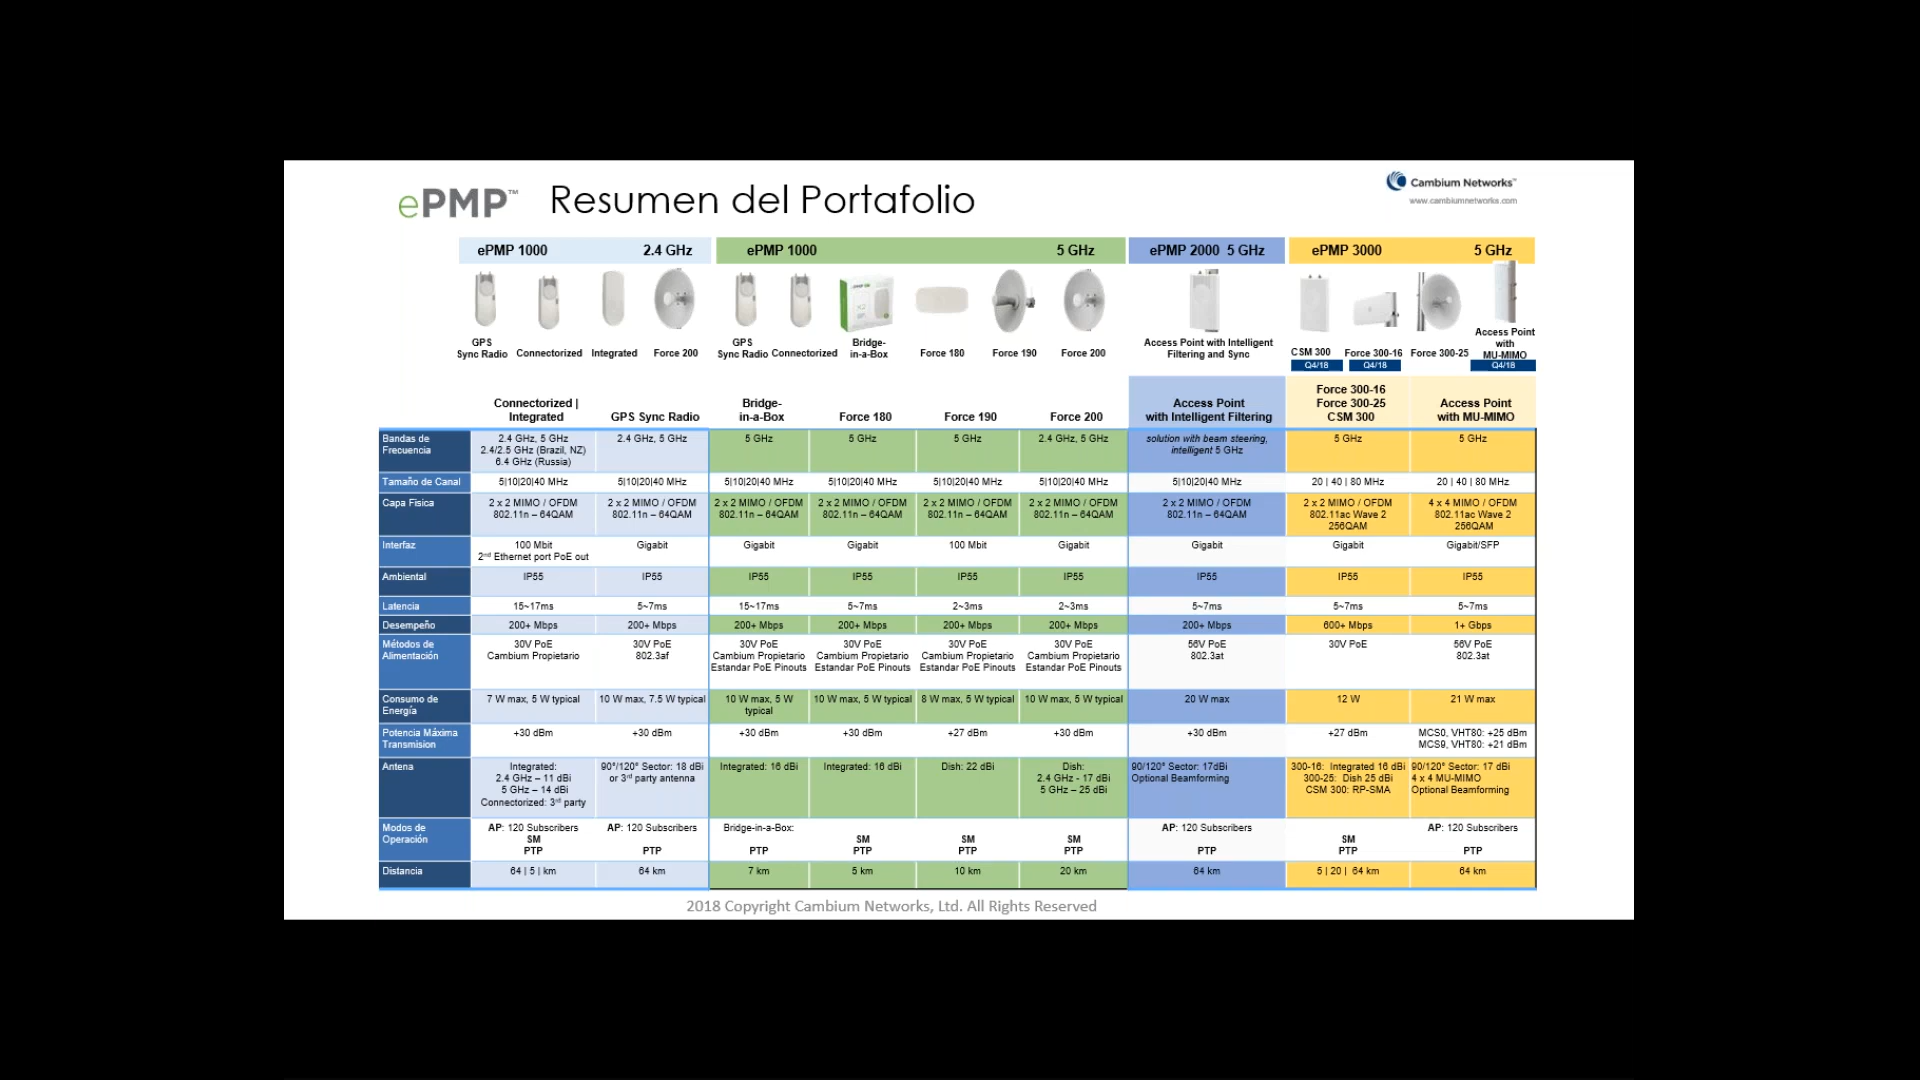 ePMP™ Resumen del Portafolio
Cambium Networks™
www.cambiumnetworks.com
ePMP 1000 2.4 GHz ePMP 1000 5 GHz ePMP 2000 5 GHz ePMP 3000 5 GHz
GPS Sync Radio
Connectorized
Integrated
Force 200
GPS Sync Radio
Connectorized
Bridge-in-a-Box
Force 180
Force 190
Force 200
Access Point with Intelligent
Filtering and Sync
CSM 300
Q4/18
Force 300-16
Q4/18
Force 300-25
Access Point
with
MU-MIMO
Q4/18
Connectorized |
Integrated
GPS Sync Radio
Bridge-
in-a-Box
Force 180
Force 190
Force 200
Access Point
with Intelligent Filtering
Force 300-16
Force 300-25
CSM 300
Access Point
with MU-MIMO
Bandas de
Frecuencia
2.4 GHz, 5 GHz
2.4/2.5 GHz (Brazil, NZ)
6.4 GHz (Russia)
2.4 GHz, 5 GHz
5 GHz
5 GHz
5 GHz
2.4 GHz, 5 GHz
solution with beam steering,
intelligent 5 GHz
5 GHz
5 GHz
Tamaño de Canal 5|10|20|40 MHz 5|10|20|40 MHz 5|10|20|40 MHz 5|10|20|40 MHz 5|10|20|40 MHz 5|10|20|40 MHz 5|10|20|40 MHz 20 | 40 | 80 MHz 20 | 40 | 80 MHz
Capa Fisica
2 x 2 MIMO / OFDM
802.11n – 64QAM
2 x 2 MIMO / OFDM
802.11n – 64QAM
2 x 2 MIMO / OFDM
802.11n – 64QAM
2 x 2 MIMO / OFDM
802.11n – 64QAM
2 x 2 MIMO / OFDM
802.11n – 64QAM
2 x 2 MIMO / OFDM
802.11n – 64QAM
2 x 2 MIMO / OFDM
802.11n – 64QAM
2 x 2 MIMO / OFDM
802.11ac Wave 2
256QAM
4 x 4 MIMO / OFDM
802.11ac Wave 2
256QAM
Interfaz
100 Mbit
2nd Ethernet port PoE out
Gigabit
Gigabit
Gigabit
100 Mbit
Gigabit
Gigabit
Gigabit
Gigabit/SFP
Ambiental IP55 IP55 IP55 IP55 IP55 IP55 IP55 IP55 IP55
Latencia 15~17ms 5~7ms 15~17ms 5~7ms 2~3ms 2~3ms 5~7ms 5~7ms 5~7ms
Desempeño 200+ Mbps 200+ Mbps 200+ Mbps 200+ Mbps 200+ Mbps 200+ Mbps 200+ Mbps 600+ Mbps 1+ Gbps
Métodos de
Alimentación
30V PoE
Cambium Propietario
30V PoE
802.3af
30V PoE
Cambium Propietario
Estandar PoE Pinouts
30V PoE
Cambium Propietario
Estandar PoE Pinouts
30V PoE
Cambium Propietario
Estandar PoE Pinouts
30V PoE
Cambium Propietario
Estandar PoE Pinouts
56V PoE
802.3at
30V PoE
56V PoE
802.3at
Consumo de
Energía
7 W max, 5 W typical
10 W max, 7.5 W typical
10 W max, 5 W
typical
10 W max, 5 W typical
8 W max, 5 W typical
10 W max, 5 W typical
20 W max
12 W
21 W max
Potencia Máxima
Transmision
+30 dBm
+30 dBm
+30 dBm
+30 dBm
+27 dBm
+30 dBm
+30 dBm
+27 dBm
MCS0, VHT80: +25 dBm
MCS9, VHT80: +21 dBm
Antena
Integrated:
2.4 GHz – 11 dBi
5 GHz – 14 dBi
Connectorized: 3rd party
90°/120° Sector: 18 dBi
or 3rd party antenna
Integrated: 16 dBi
Integrated: 16 dBi
Dish: 22 dBi
Dish:
2.4 GHz - 17 dBi
5 GHz – 25 dBi
90/120° Sector: 17dBi
Optional Beamforming
300-16: Integrated 16 dBi
300-25: Dish 25 dBi
CSM 300: RP-SMA
90/120° Sector: 17 dBi
4 x 4 MU-MIMO
Optional Beamforming
Modos de
Operación
AP: 120 Subscribers
SM
PTP
AP: 120 Subscribers
PTP
Bridge-in-a-Box:
PTP
SM
PTP
SM
PTP
SM
PTP
AP: 120 Subscribers
PTP
SM
PTP
AP: 120 Subscribers
PTP
Distancia 64 | 5 | km 64 km 7 km 5 km 10 km 20 km 64 km 5 | 20 | 64 km 64 km
2018 Copyright Cambium Networks, Ltd. All Rights Reserved